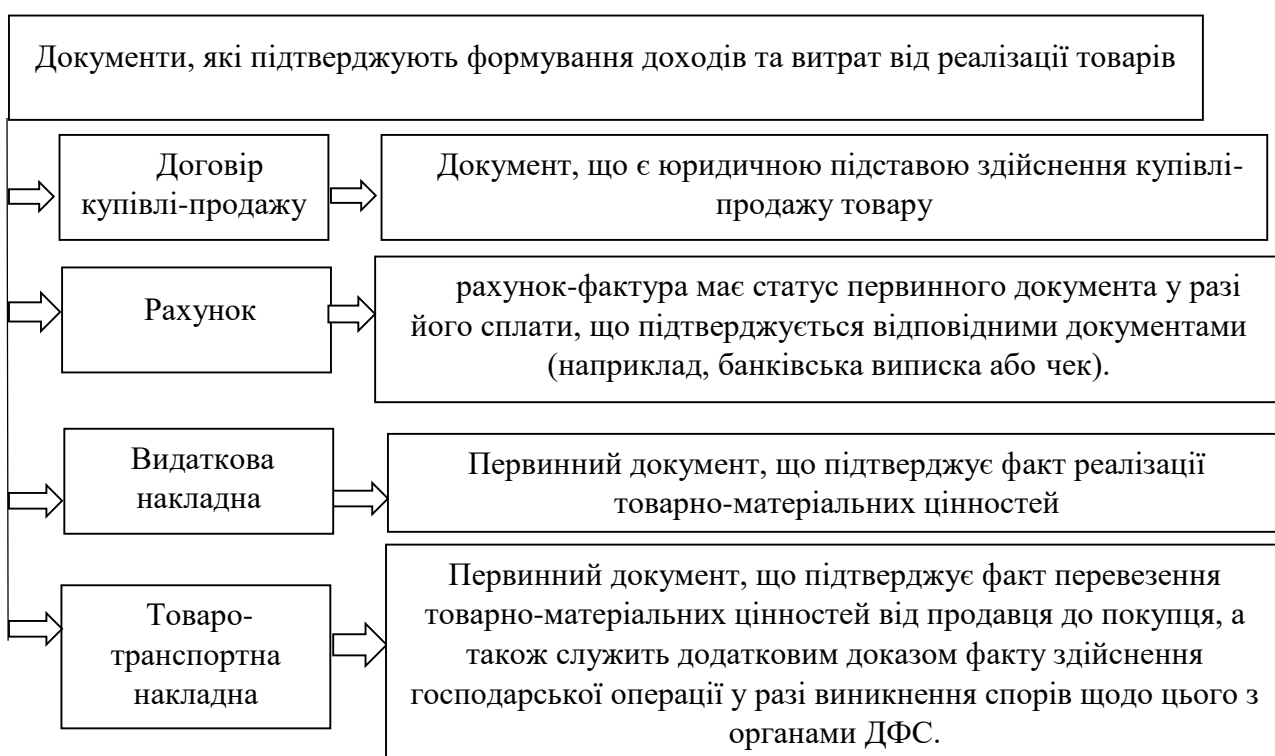 Документи, які підтверджують формування доходів та витрат від реалізації товарів
Договір
купівлі-продажу
Документ, що є юридичною підставою здійснення купівлі-
продажу товару
Рахунок
рахунок-фактура має статус первинного документа у разі
його сплати, що підтверджується відповідними документами
(наприклад, банківська виписка або чек).
Видаткова
накладна
Первинний документ, що підтверджує факт реалізації
товарно-матеріальних цінностей
Товаро-
транспортна
накладна
Первинний документ, що підтверджує факт перевезення
товарно-матеріальних цінностей від продавця до покупця, а
також служить додатковим доказом факту здійснення
господарської операції у разі виникнення спорів щодо цього з
органами ДФС.